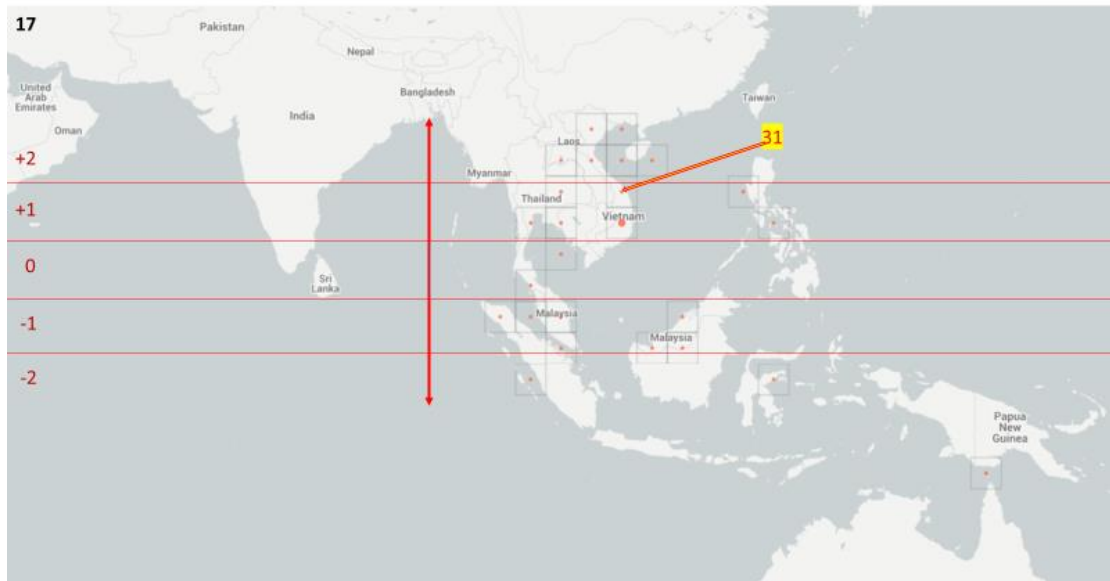 17
Pakistan
Nepal
United
Arab
Emirates
Bangladesh
Taiwan
India
Oman
31
Laos
+2
Myanmar
Thailand
+1
Vietnam
0
Sri
Lanka
Malaysia
-1
Malaysia
-2
Papua
New
Guinea